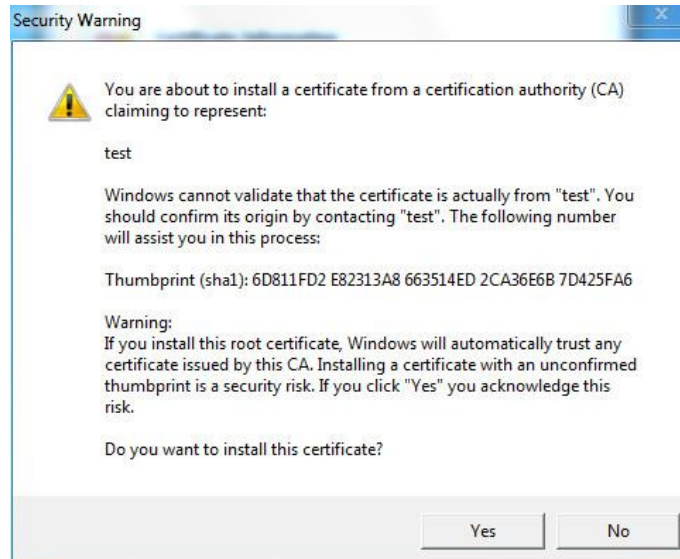 Security Warning
You are about to install a certificate from a certification authority (CA)
claiming to represent:
test
Windows cannot validate that the certificate is actually from "test". You
should confirm its origin by contacting "test". The following number
will assist you in this process:
Thumbprint (sha1): 6D811FD2 E82313A8 663514ED 2CA36E6B 7D425FA6
Warning:
If you install this root certificate, Windows will automatically trust any
certificate issued by this CA. Installing a certificate with an unconfirmed
thumbprint is a security risk. If you click "Yes" you acknowledge this
risk.
Do you want to install this certificate?
Yes
No